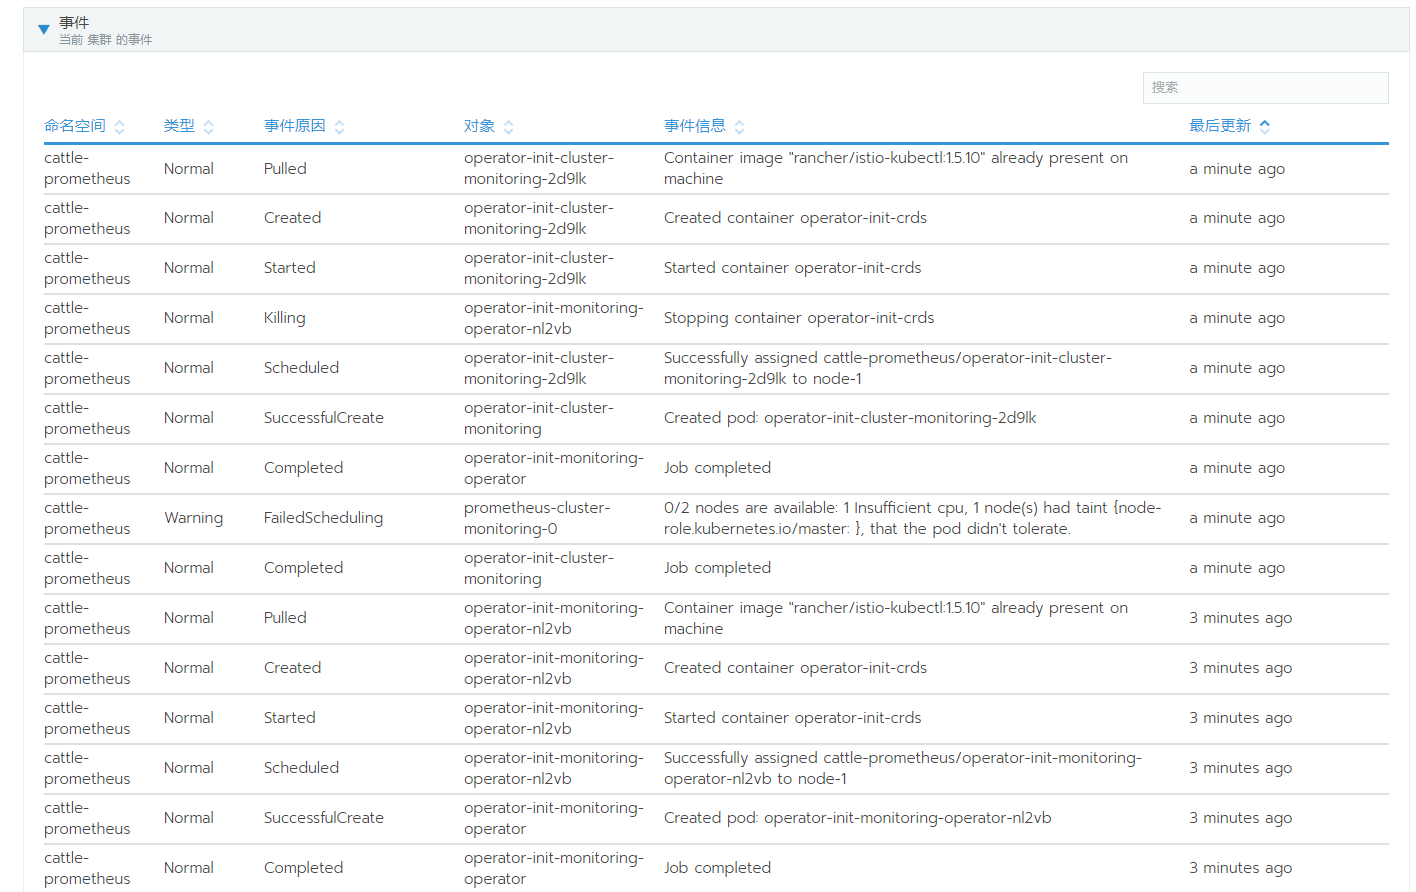 事件
当前 集群 的事件
搜索
命名空间 类型 事件原因 对象 事件信息 最后更新
cattle-prometheus Normal Pulled operator-init-cluster-monitoring-2d9lk Container image "rancher/istio-kubectl:1.5.10" already present on machine a minute ago
cattle-prometheus Normal Created operator-init-cluster-monitoring-2d9lk Created container operator-init-crds a minute ago
cattle-prometheus Normal Started operator-init-cluster-monitoring-2d9lk Started container operator-init-crds a minute ago
cattle-prometheus Normal Killing operator-init-monitoring-operator-nl2vb Stopping container operator-init-crds a minute ago
cattle-prometheus Normal Scheduled operator-init-cluster-monitoring-2d9lk Successfully assigned cattle-prometheus/operator-init-cluster-monitoring-2d9lk to node-1 a minute ago
cattle-prometheus Normal SuccessfulCreate operator-init-cluster-monitoring Created pod: operator-init-cluster-monitoring-2d9lk a minute ago
cattle-prometheus Normal Completed operator-init-monitoring-operator Job completed a minute ago
cattle-prometheus Warning FailedScheduling prometheus-cluster-monitoring-0 0/2 nodes are available: 1 Insufficient cpu, 1 node(s) had taint {node-role.kubernetes.io/master: }, that the pod didn't tolerate. a minute ago
cattle-prometheus Normal Completed operator-init-cluster-monitoring Job completed a minute ago
cattle-prometheus Normal Pulled operator-init-monitoring-operator-nl2vb Container image "rancher/istio-kubectl:1.5.10" already present on machine 3 minutes ago
cattle-prometheus Normal Created operator-init-monitoring-operator-nl2vb Created container operator-init-crds 3 minutes ago
cattle-prometheus Normal Started operator-init-monitoring-operator-nl2vb Started container operator-init-crds 3 minutes ago
cattle-prometheus Normal Scheduled operator-init-monitoring-operator-nl2vb Successfully assigned cattle-prometheus/operator-init-monitoring-operator-nl2vb to node-1 3 minutes ago
cattle-prometheus Normal SuccessfulCreate operator-init-monitoring-operator Created pod: operator-init-monitoring-operator-nl2vb 3 minutes ago
cattle-prometheus Normal Completed operator-init-monitoring-operator Job completed 3 minutes ago